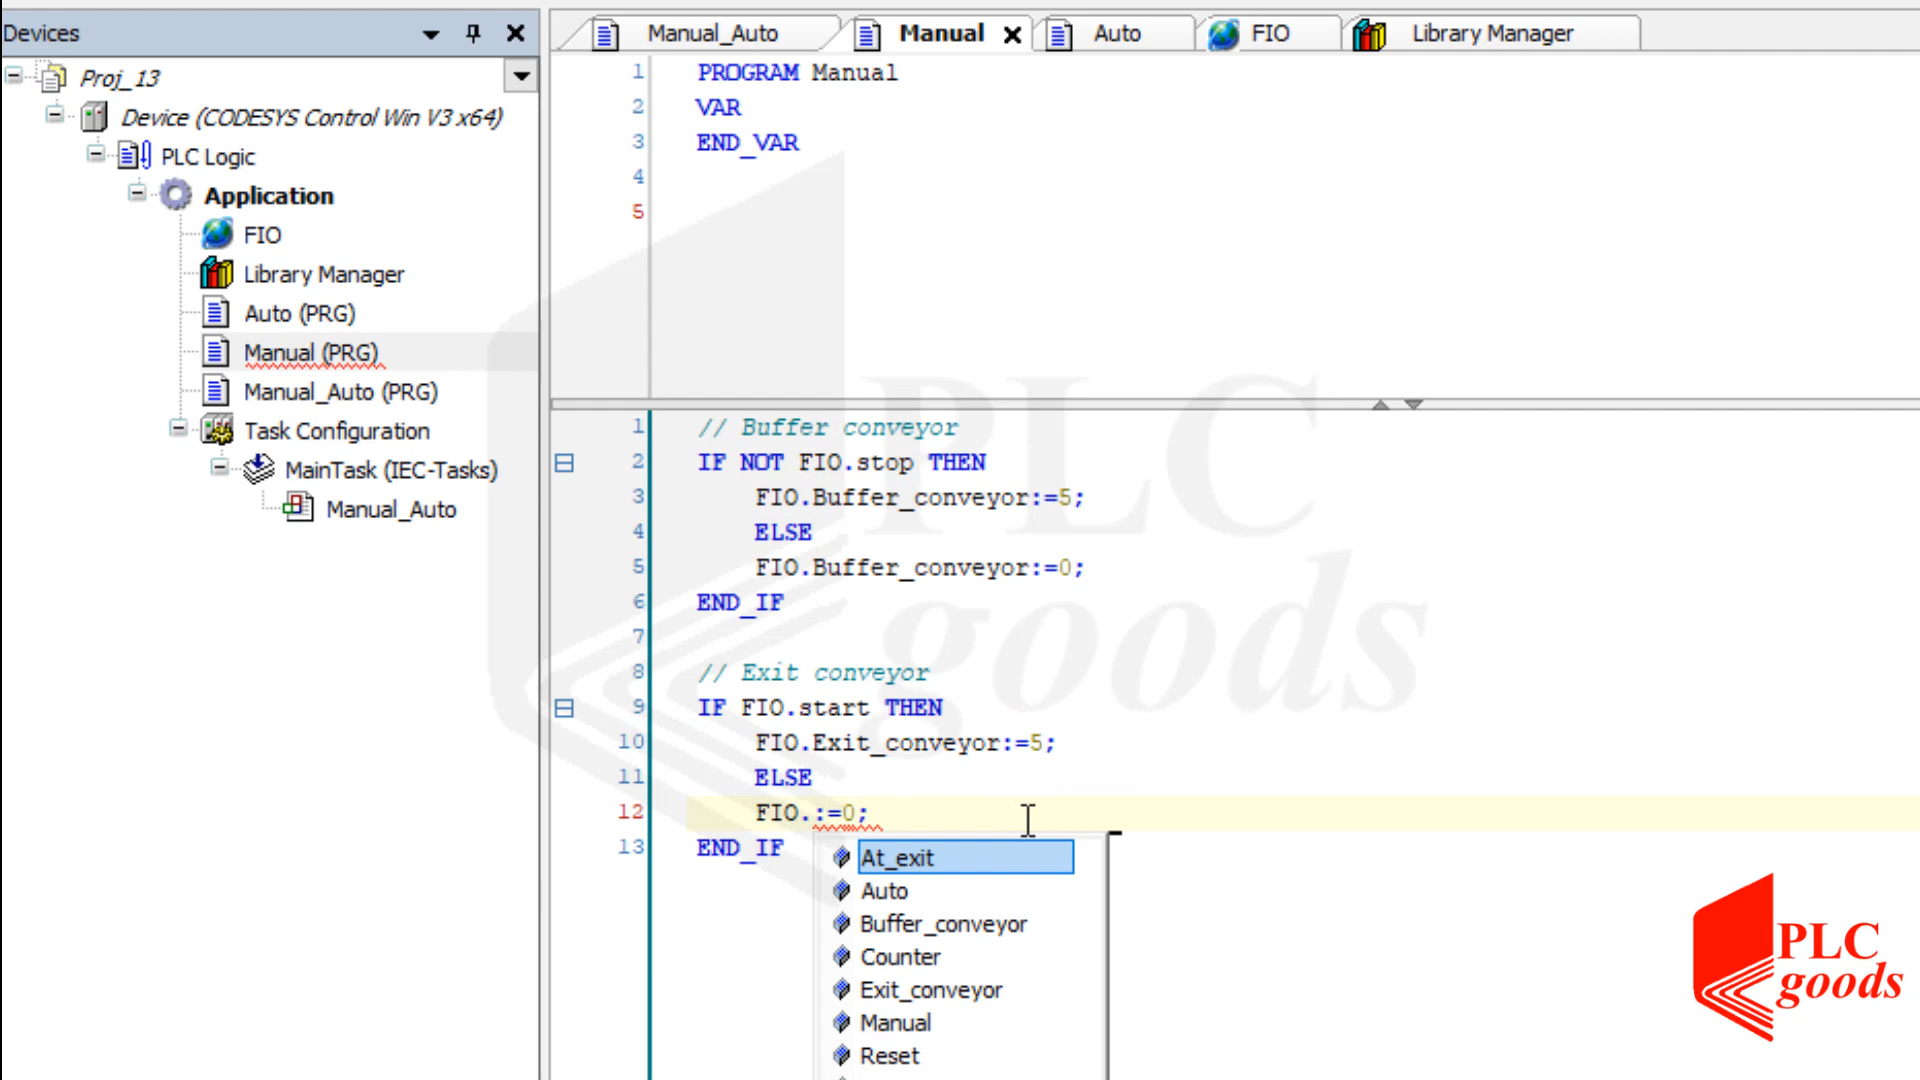 Devices
Proj_13
Device (CODESYS Control Win V3 x64)
PLC Logic
Application
FIO
Library Manager
Auto (PRG)
Manual (PRG)
Manual_Auto (PRG)
Task Configuration
MainTask (IEC-Tasks)
Manual_Auto
Manual_Auto Manual Auto FIO Library Manager
1 PROGRAM Manual
2 VAR
3 END_VAR
4
5
1 // Buffer conveyor
2 IF NOT FIO.stop THEN
3 FIO.Buffer_conveyor:=5;
4 ELSE
5 FIO.Buffer_conveyor:=0;
6 END_IF
7
8 // Exit conveyor
9 IF FIO.start THEN
10 FIO.Exit_conveyor:=5;
11 ELSE
12 FIO.:=0;
13 END_IF
At_exit
Auto
Buffer_conveyor
Counter
Exit_conveyor
Manual
Reset
PLC
goods
PLC
goods